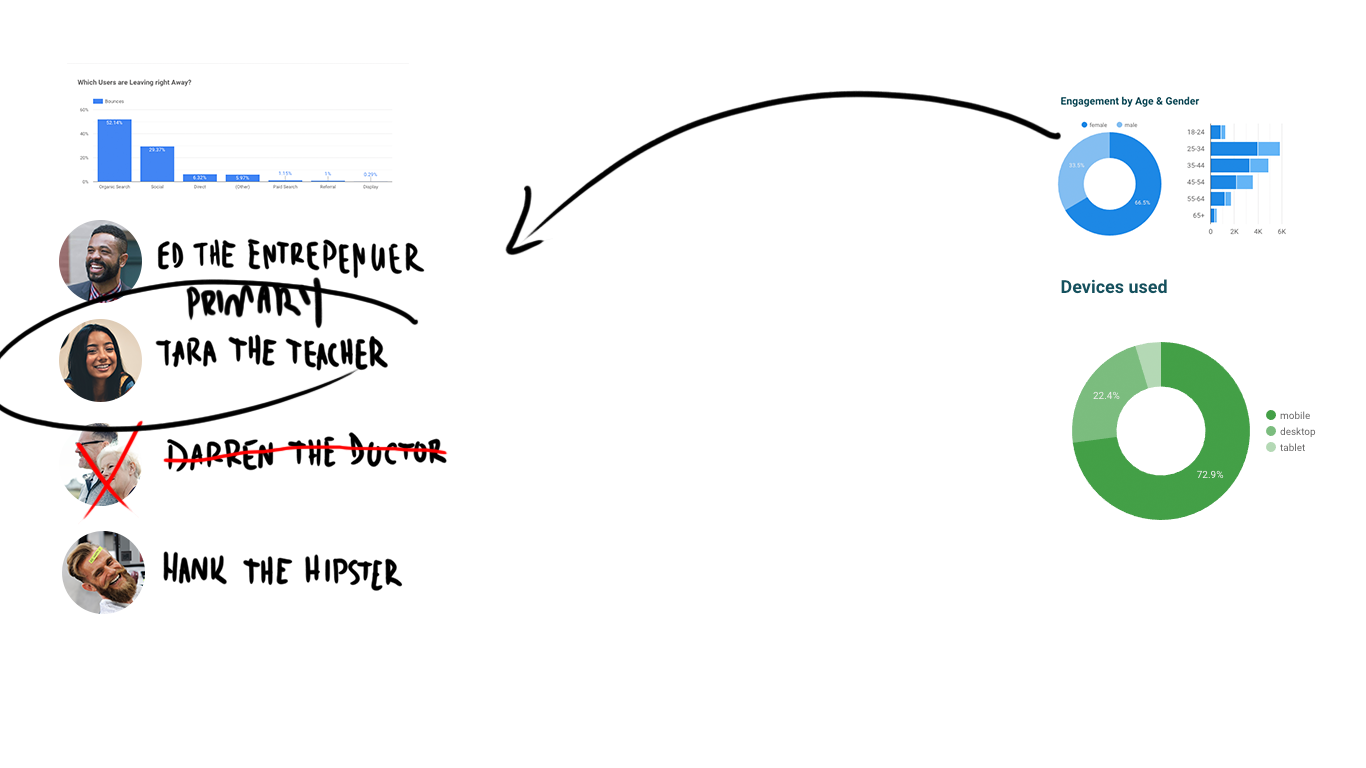 Which Users are Leaving right Away?
Bounces
60%
40%
20%
0%
52.14%
29.37%
6.32%
5.97%
1.15%
1%
0.29%
Organic Search
Social
Direct
(Other)
Paid Search
Referral
Display
ED THE ENTREPENUER
PRIMARY
TARA THE TEACHER
DARREN THE DUCTOR
HANK THE HIPSTER
Engagement by Age & Gender
female male
33.5%
66.5%
18-24
25-34
35-44
45-54
55-64
65+
0 2K 4K 6K
Devices used
22.4%
72.9%
mobile
desktop
tablet